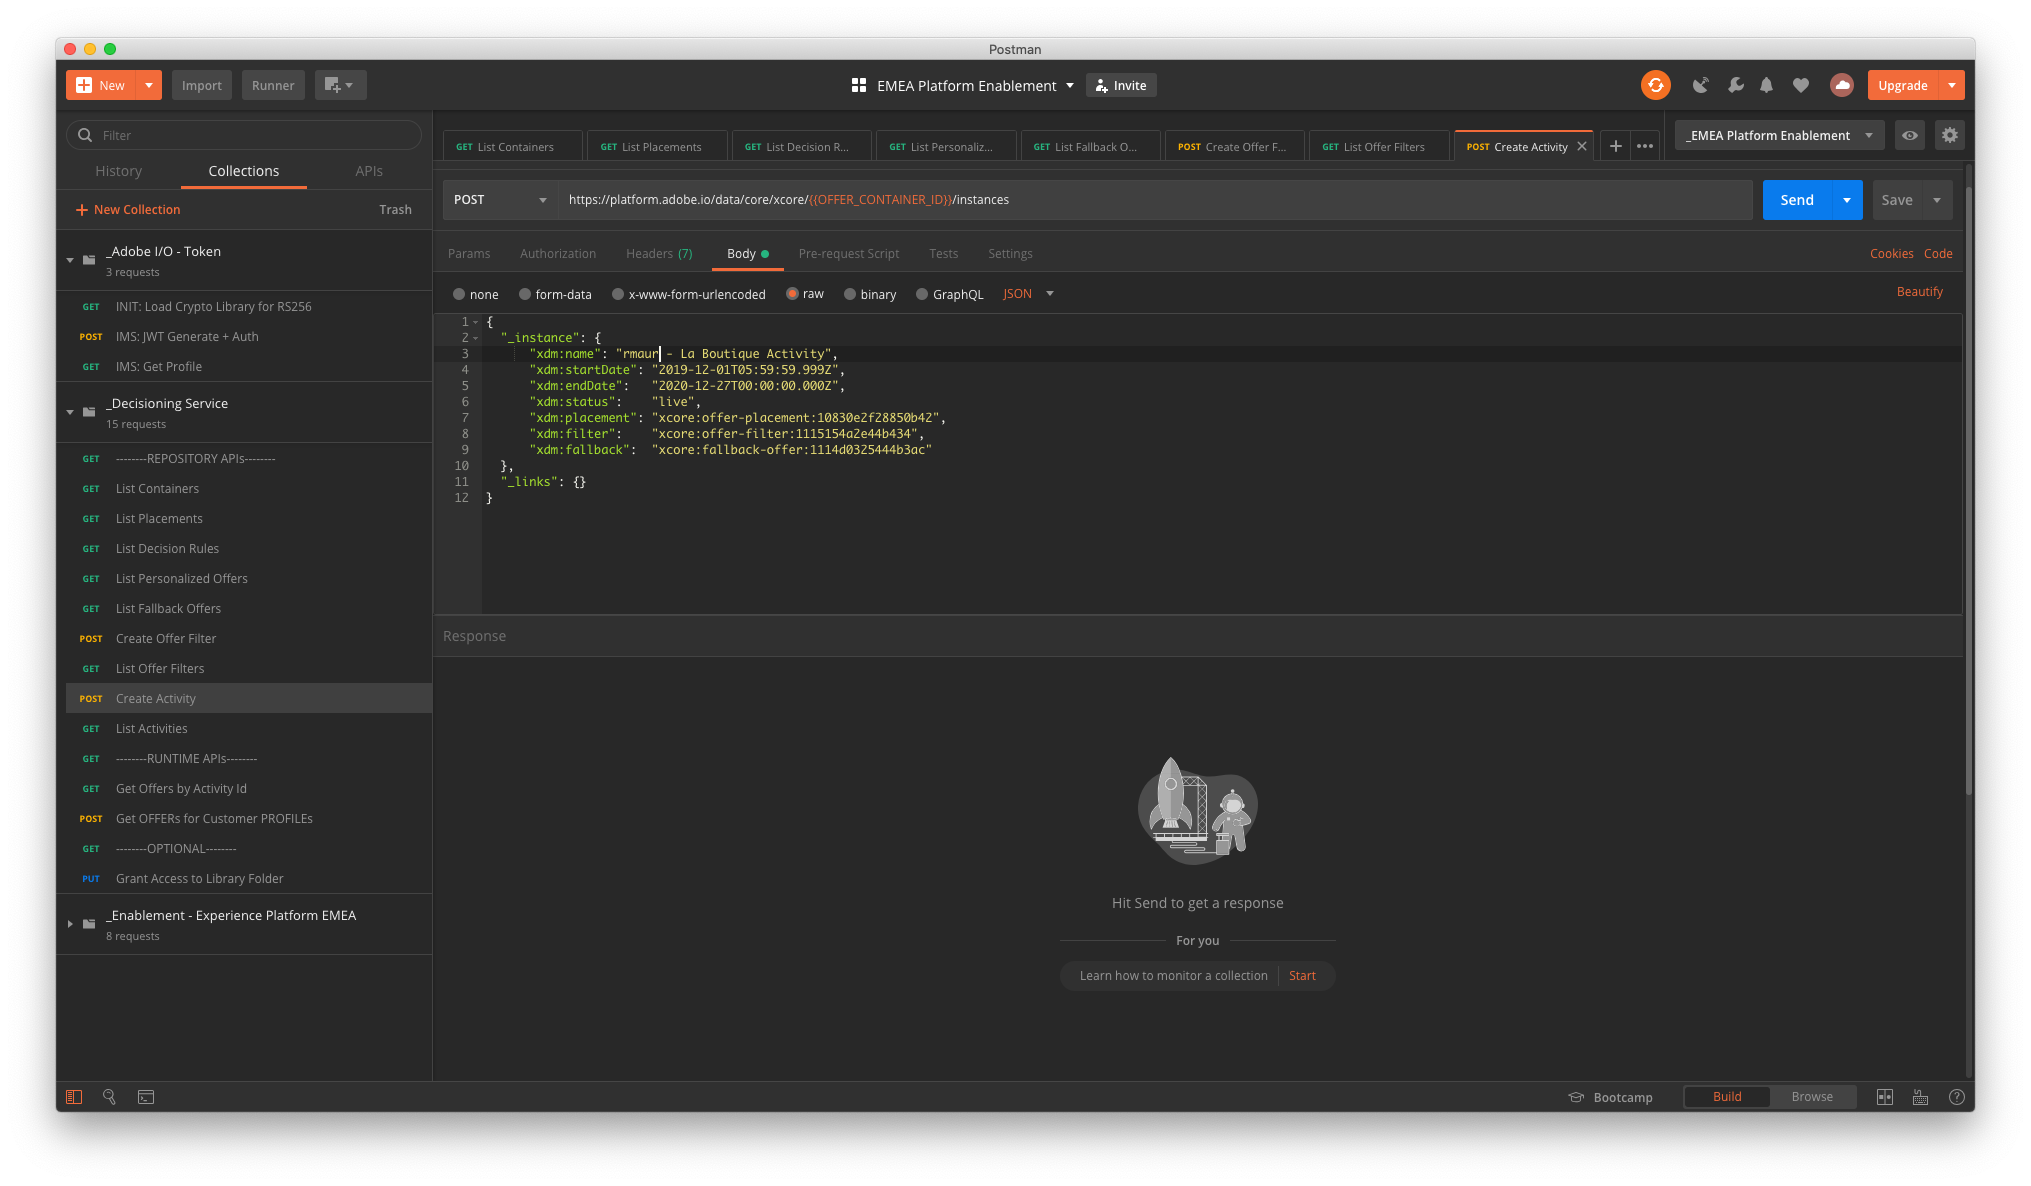 Postman
New
Import
Runner
EMEA Platform Enablement
Invite
Upgrade
Filter
History
Collections
APIs
New Collection
Trash
_Adobe I/O - Token
3 requests
GET INIT: Load Crypto Library for RS256
POST IMS: JWT Generate + Auth
GET IMS: Get Profile
_Decisioning Service
15 requests
GET --------REPOSITORY APIs--------
GET List Containers
GET List Placements
GET List Decision Rules
GET List Personalized Offers
GET List Fallback Offers
POST Create Offer Filter
GET List Offer Filters
POST Create Activity
GET List Activities
GET --------RUNTIME APIs--------
GET Get Offers by Activity Id
POST Get OFFERs for Customer PROFILEs
GET --------OPTIONAL--------
PUT Grant Access to Library Folder
_Enablement - Experience Platform EMEA
8 requests
GET List Containers
GET List Placements
GET List Decision R...
GET List Personaliz...
GET List Fallback O...
POST Create Offer F...
GET List Offer Filters
POST Create Activity
_EMEA Platform Enablement
POST
https://platform.adobe.io/data/core/xcore/{{OFFER_CONTAINER_ID}}/instances
Send
Save
Params
Authorization
Headers (7)
Body
Pre-request Script
Tests
Settings
Cookies
Code
none
form-data
x-www-form-urlencoded
raw
binary
GraphQL
JSON
Beautify
1 {
2 "_instance": {
3 "xdm:name": "rmaur - La Boutique Activity",
4 "xdm:startDate": "2019-12-01T05:59:59.999Z",
5 "xdm:endDate": "2020-12-27T00:00:00.000Z",
6 "xdm:status": "live",
7 "xdm:placement": "xcore:offer-placement:10830e2f28850b42",
8 "xdm:filter": "xcore:offer-filter:1115154a2e44b434",
9 "xdm:fallback": "xcore:fallback-offer:1114d0325444b3ac"
10 },
11 "_links": {}
12 }
Response
Hit Send to get a response
For you
Learn how to monitor a collection
Start
Bootcamp
Build
Browse